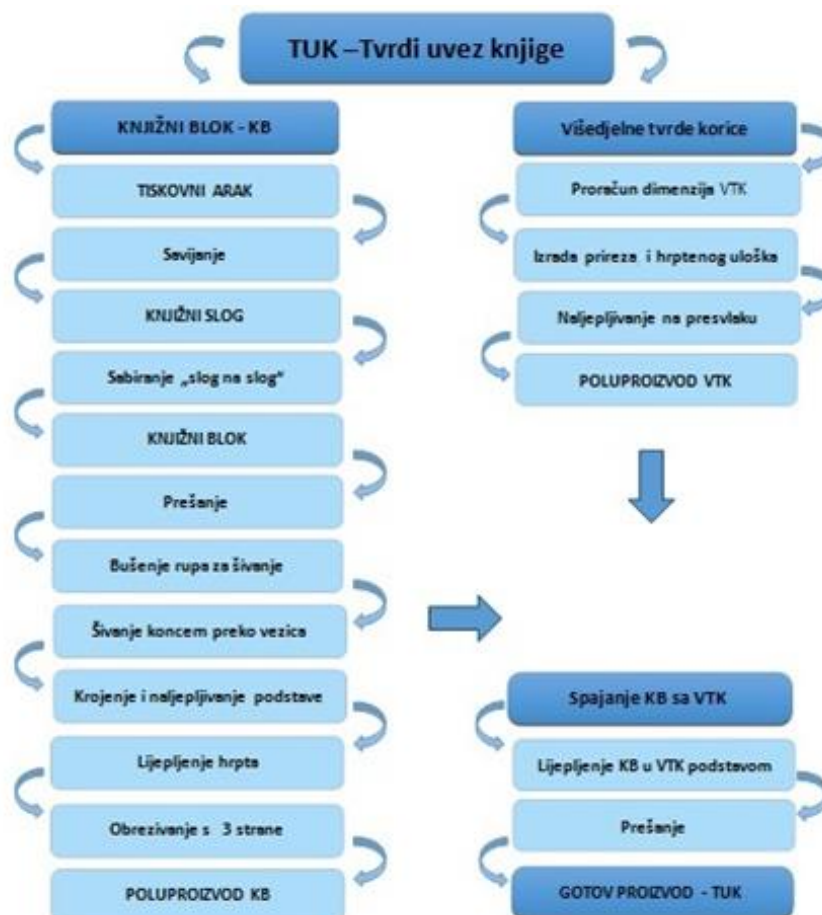 TUK –Tvrdi uvez knjige
KNJIŽNI BLOK - KB
TISKOVNI ARAK
Savijanje
KNJIŽNI SLOG
Sabiranje „slog na slog“
KNJIŽNI BLOK
Prešanje
Bušenje rupa za šivanje
Šivanje koncem preko vezica
Krojenje i naljepljivanje podstave
Lijepljenje hrpta
Obrezivanje s 3 strane
POLUPROIZVOD KB
Višedjelne tvrde korice
Proračun dimenzija VTK
Izrada prireza i hrptenog uloška
Naljepljivanje na presvlaku
POLUPROIZVOD VTK
Spajanje KB sa VTK
Lijepljenje KB u VTK podstavom
Prešanje
GOTOV PROIZVOD - TUK